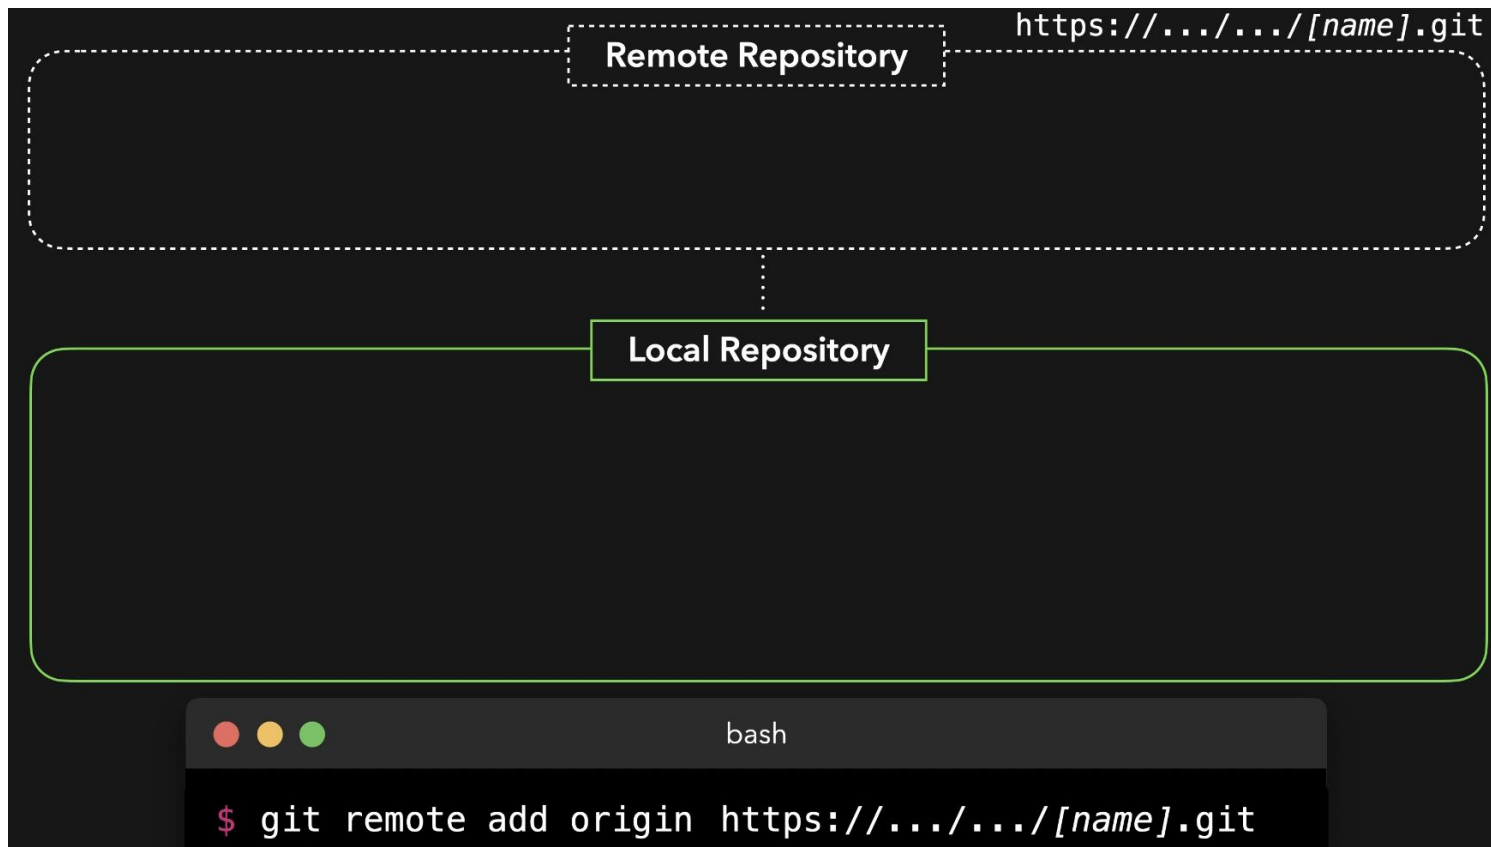 https://.../.../[name].git
Remote Repository
Local Repository
bash
$ git remote add origin https://.../.../[name].git